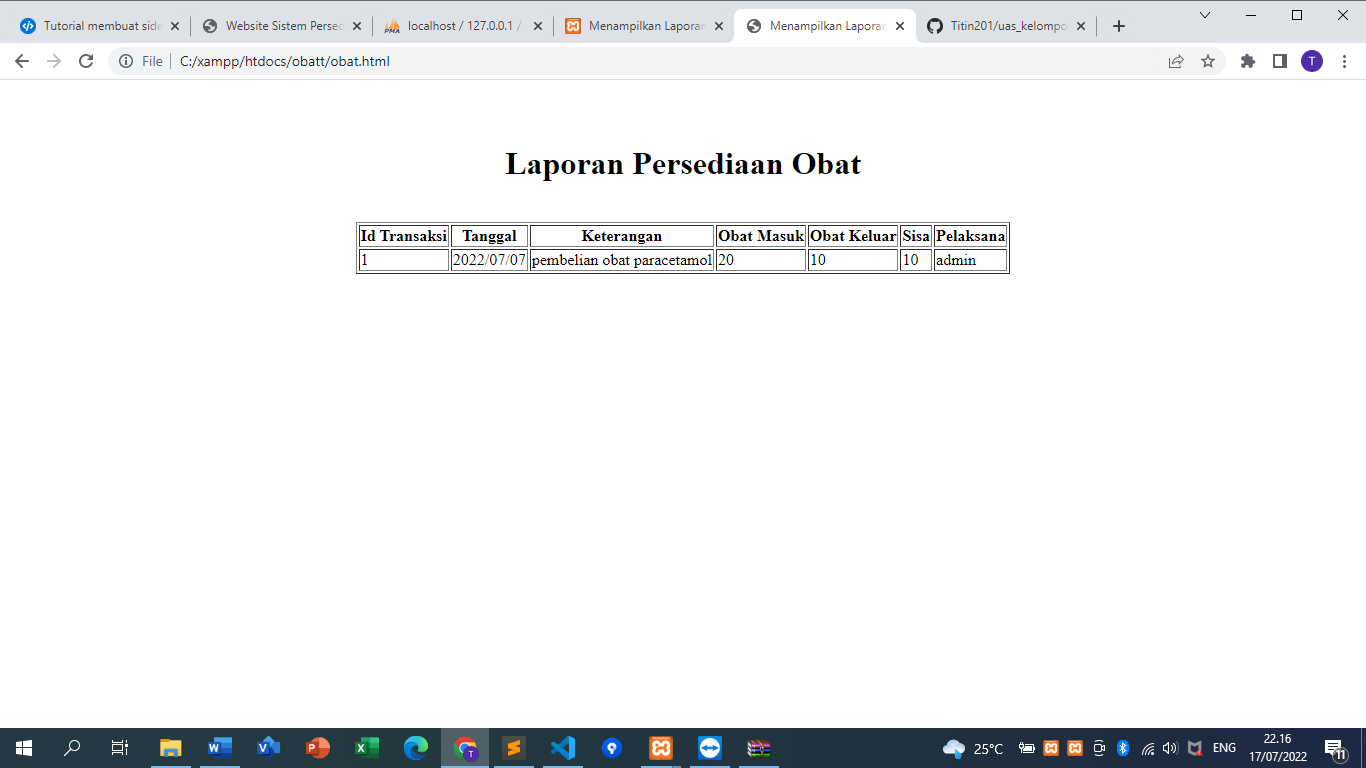 Tutorial membuat side
Website Sistem Persed
localhost / 127.0.0.1 /
Menampilkan Laporan
Menampilkan Laporan
Titin201/uas_kelompo
File | C:/xampp/htdocs/obatt/obat.html
T
Laporan Persediaan Obat
Id Transaksi Tanggal Keterangan Obat Masuk Obat Keluar Sisa Pelaksana
1 2022/07/07 pembelian obat paracetamol 20 10 10 admin
25°C
ENG
22.16
17/07/2022
11